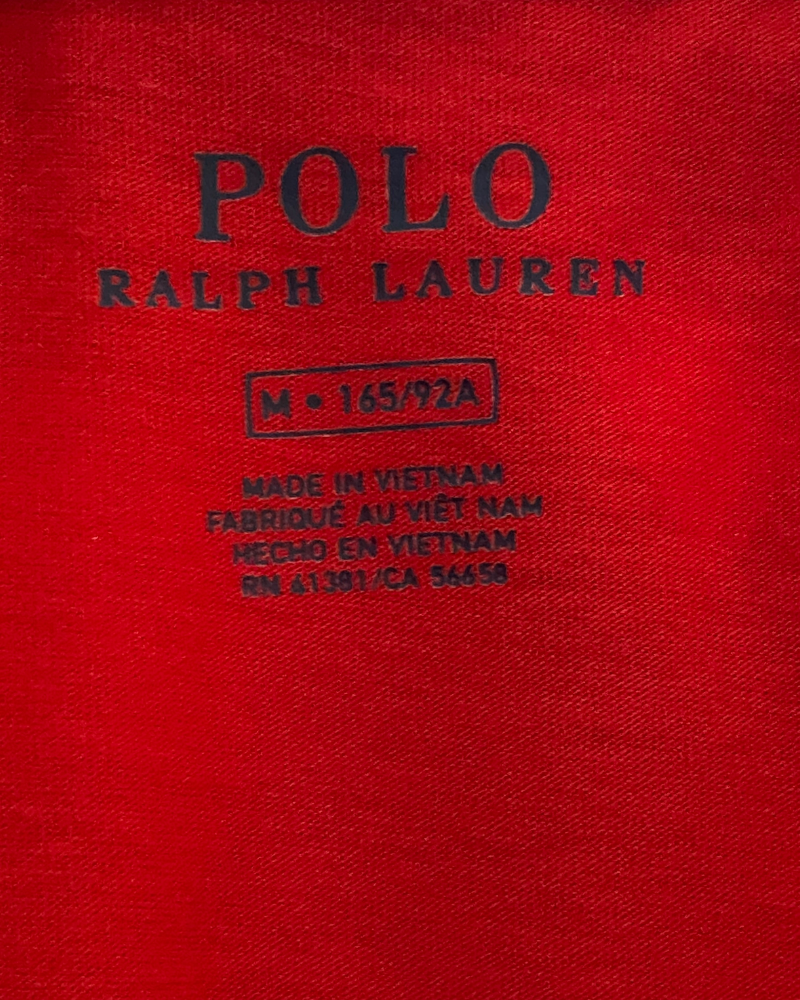 POLO
RALPH LAUREN
M • 165/92A
MADE IN VIETNAM
FABRIQUÉ AU VIÊT NAM
HECHO EN VIETNAM
RN 41381/CA 56658